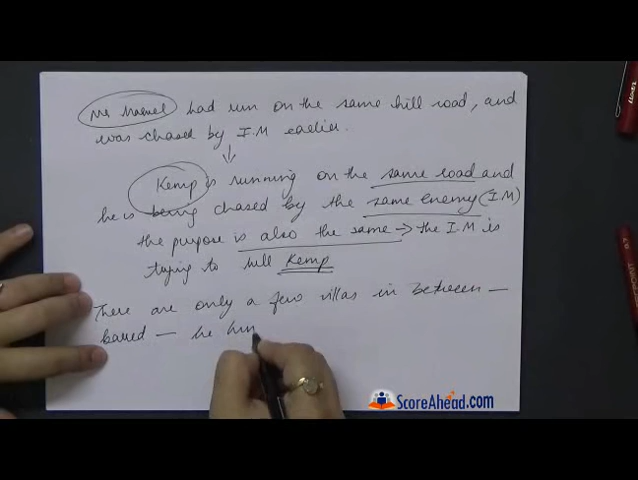 Mr Marvel had run on the same hill road, and
was chased by I.M earlier.
Kemp is running on the same road and
he is being chased by the same enemy (I.M)
the purpose is also the same → the I.M is
trying to kill Kemp
There are only a few villas in between —
barred — he
ScoreAhead.com